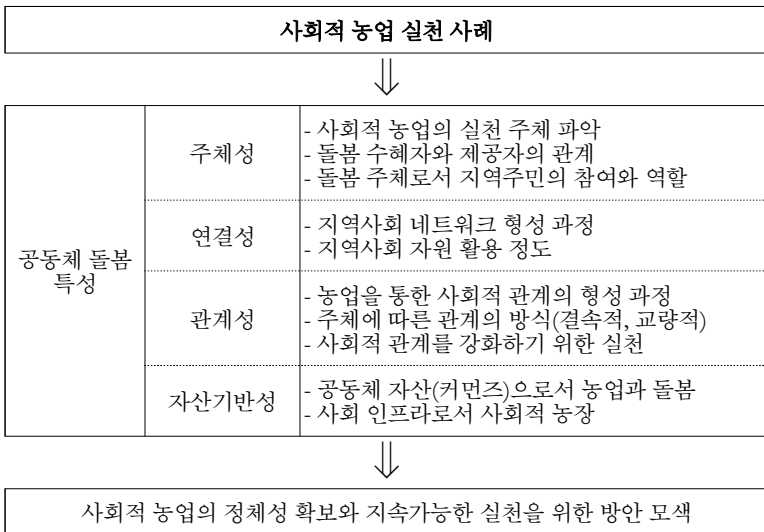 사회적 농업 실천 사례
⇓
공동체 돌봄
특성
주체성
- 사회적 농업의 실천 주체 파악
- 돌봄 수혜자와 제공자의 관계
- 돌봄 주체로서 지역주민의 참여와 역할
연결성
- 지역사회 네트워크 형성 과정
- 지역사회 자원 활용 정도
관계성
- 농업을 통한 사회적 관계의 형성 과정
- 주체에 따른 관계의 방식(결속적, 교량적)
- 사회적 관계를 강화하기 위한 실천
자산기반성
- 공동체 자산(커먼즈)으로서 농업과 돌봄
- 사회 인프라로서 사회적 농장
⇓
사회적 농업의 정체성 확보와 지속가능한 실천을 위한 방안 모색